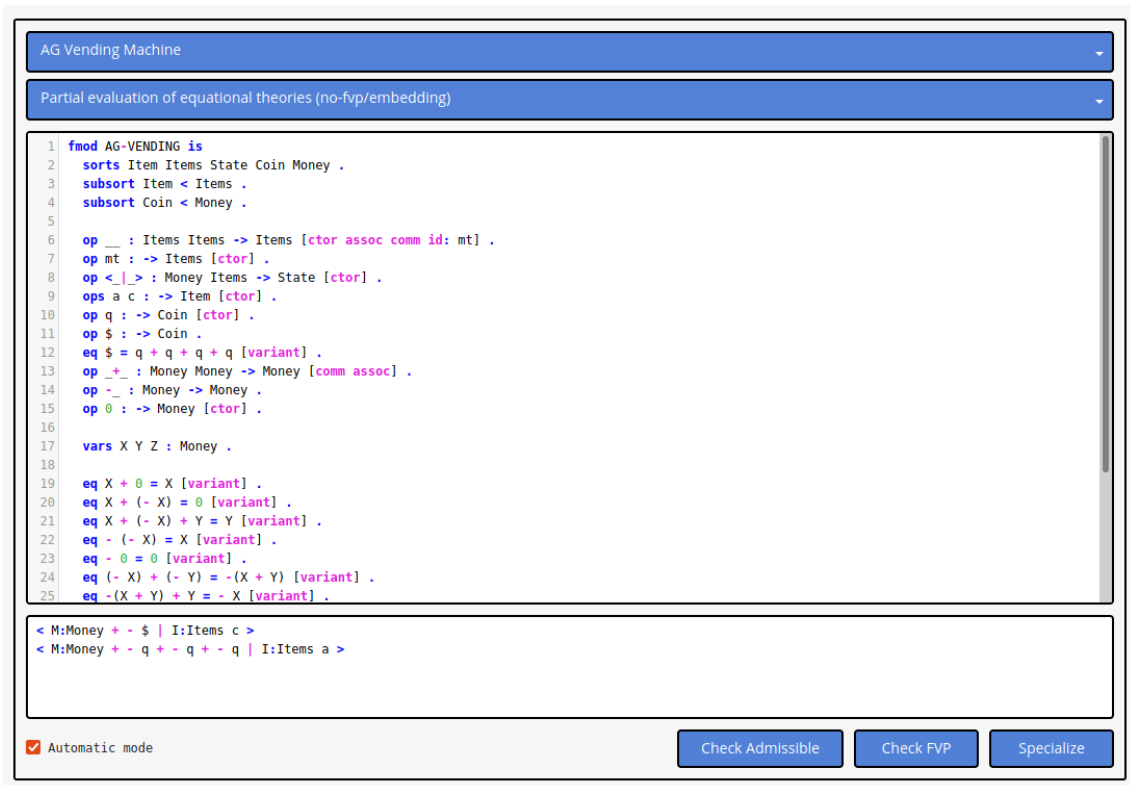 AG Vending Machine
Partial evaluation of equational theories (no-fvp/embedding)
1 fmod AG-VENDING is
2 sorts Item Items State Coin Money .
3 subsort Item < Items .
4 subsort Coin < Money .
5
6 op __ : Items Items -> Items [ctor assoc comm id: mt] .
7 op mt : -> Items [ctor] .
8 op <_|_> : Money Items -> State [ctor] .
9 ops a c : -> Item [ctor] .
10 op q : -> Coin [ctor] .
11 op $ : -> Coin .
12 eq $ = q + q + q + q [variant] .
13 op _+_ : Money Money -> Money [comm assoc] .
14 op -_ : Money -> Money .
15 op 0 : -> Money [ctor] .
16
17 vars X Y Z : Money .
18
19 eq X + 0 = X [variant] .
20 eq X + (- X) = 0 [variant] .
21 eq X + (- X) + Y = Y [variant] .
22 eq - (- X) = X [variant] .
23 eq - 0 = 0 [variant] .
24 eq (- X) + (- Y) = -(X + Y) [variant] .
25 eq -(X + Y) + Y = - X [variant] .
< M:Money + - $ | I:Items c >
< M:Money + - q + - q + - q | I:Items a >
Automatic mode
Check Admissible
Check FVP
Specialize